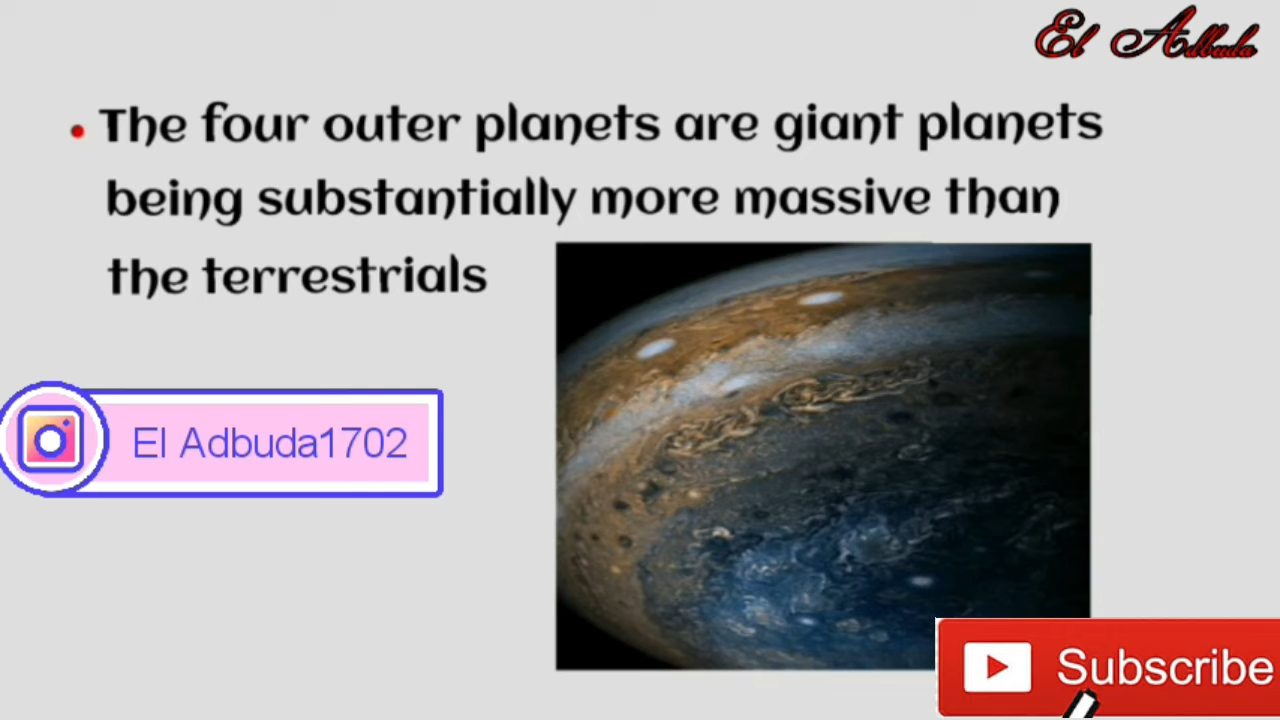 El Adbuda
• The four outer planets are giant planets
being substantially more massive than
the terrestrials
El Adbuda1702
Subscribe